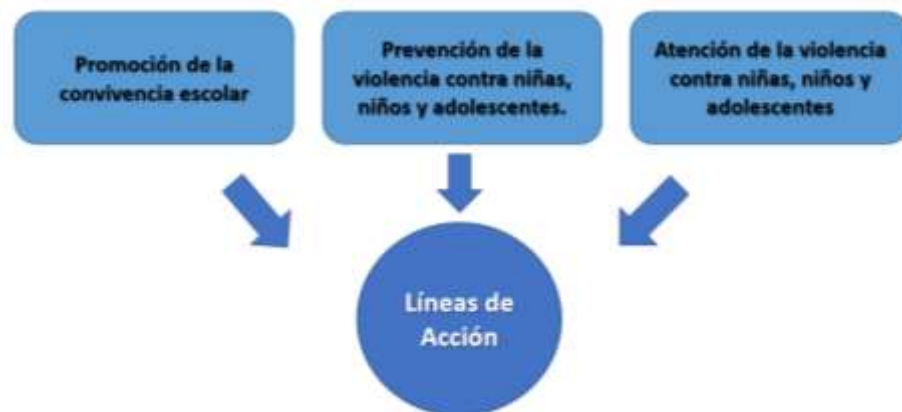 Promoción de la
convivencia escolar
Prevención de la
violencia contra niñas,
niños y adolescentes.
Atención de la violencia
contra niñas, niños y
adolescentes
Líneas de
Acción